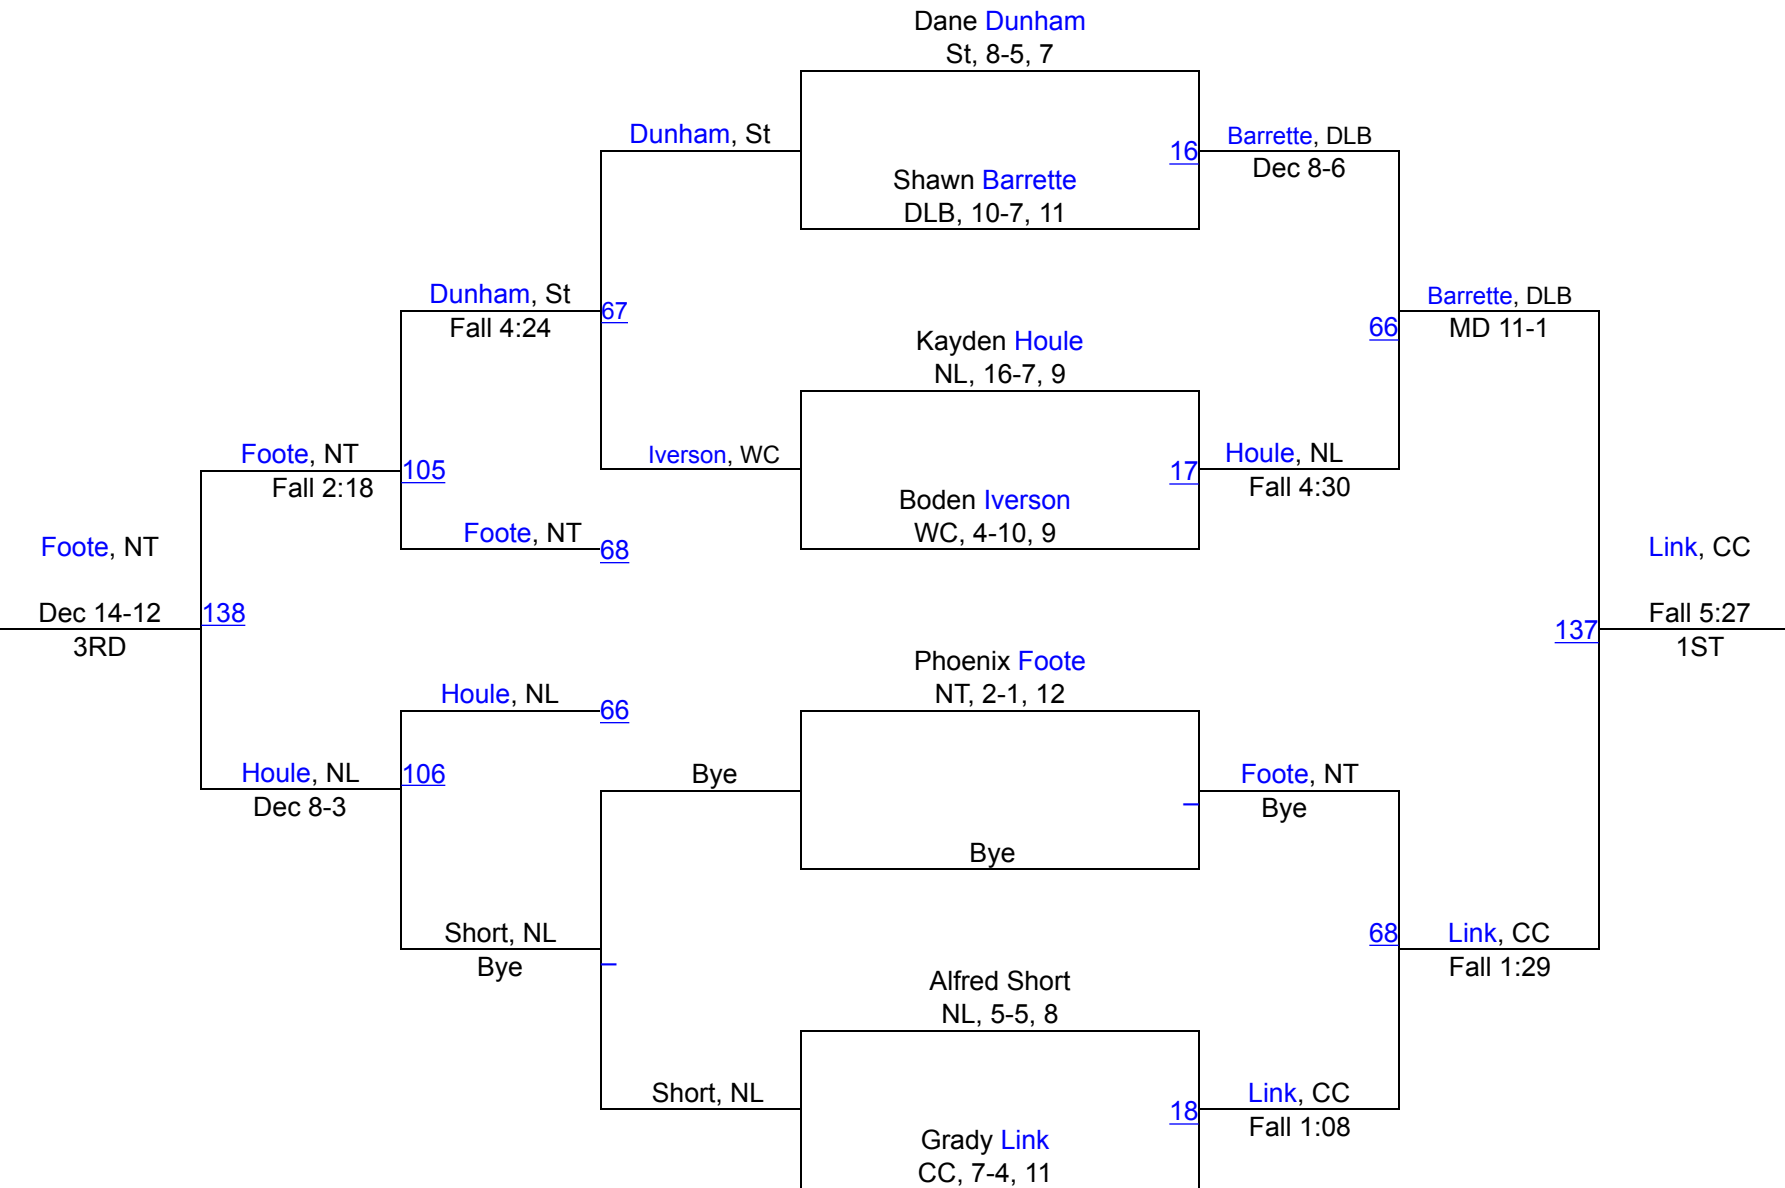 Dane Dunham
St, 8-5, 7
Dunham, St
16
Barrette, DLB
Dec 8-6
Shawn Barrette
DLB, 10-7, 11
Dunham, St
Fall 4:24
67
Kayden Houle
NL, 16-7, 9
66
Barrette, DLB
MD 11-1
Foote, NT
Fall 2:18
105
Iverson, WC
17
Houle, NL
Fall 4:30
Boden Iverson
WC, 4-10, 9
Foote, NT
68
Foote, NT
Dec 14-12
3RD
138
Link, CC
Fall 5:27
1ST
137
Houle, NL
66
Phoenix Foote
NT, 2-1, 12
Houle, NL
Dec 8-3
106
Bye
Foote, NT
Bye
Bye
Short, NL
Bye
68
Link, CC
Fall 1:29
Alfred Short
NL, 5-5, 8
Short, NL
18
Link, CC
Fall 1:08
Grady Link
CC, 7-4, 11